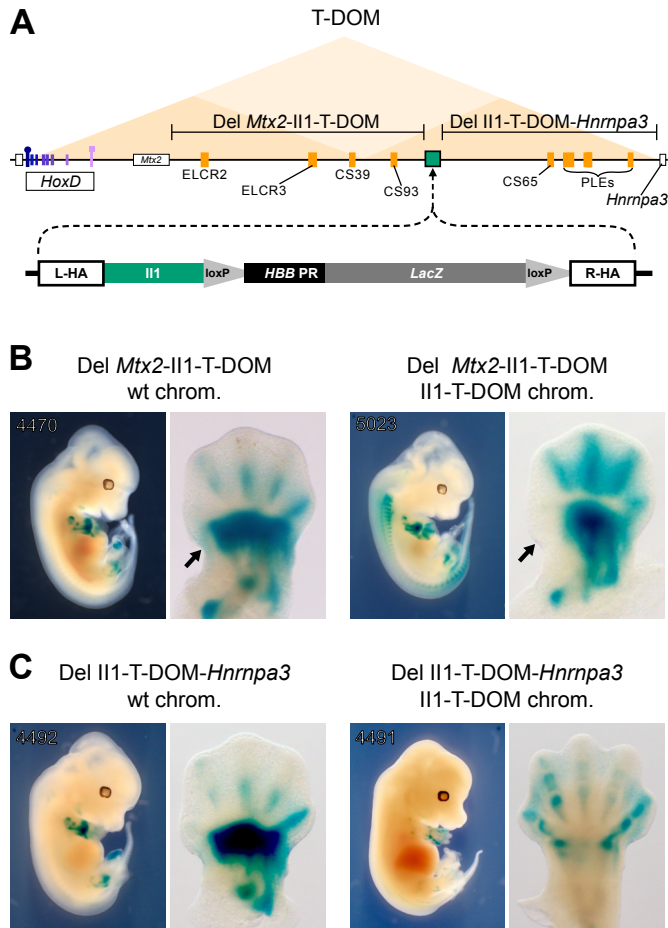 A
T-DOM
Del Mtx2-II1-T-DOM
Del II1-T-DOM-Hnrnpa3
Mtx2
HoxD
ELCR2
ELCR3
CS39
CS93
CS65
PLEs
Hnrnpa3
L-HA
II1
loxP
HBB PR
LacZ
loxP
R-HA
B
Del Mtx2-II1-T-DOM
wt chrom.
Del Mtx2-II1-T-DOM
II1-T-DOM chrom.
4470
5023
C
Del II1-T-DOM-Hnrnpa3
wt chrom.
Del II1-T-DOM-Hnrnpa3
II1-T-DOM chrom.
4492
4491